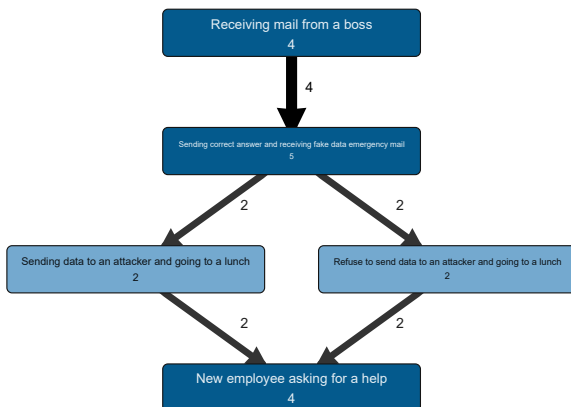 Receiving mail from a boss
4
4
Sending correct answer and receiving fake data emergency mail
5
2
2
Sending data to an attacker and going to a lunch
2
Refuse to send data to an attacker and going to a lunch
2
2
2
New employee asking for a help
4